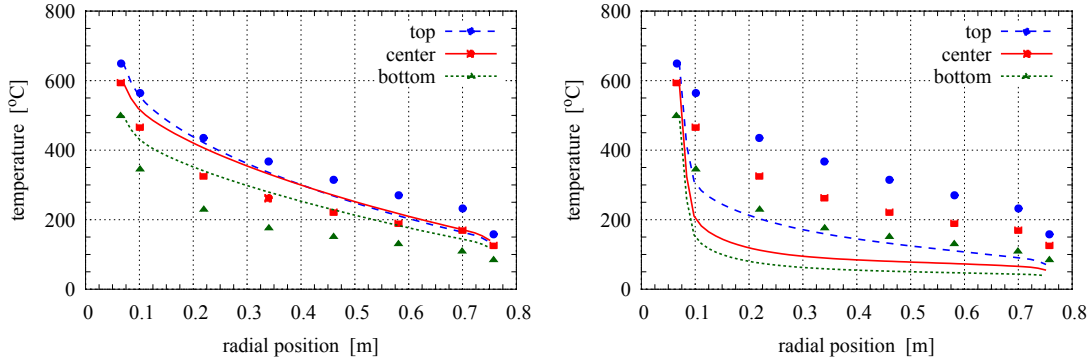 800
600
400
200
0
temperature [°C]
top
center
bottom
0 0.1 0.2 0.3 0.4 0.5 0.6 0.7 0.8
radial position [m]
800
600
400
200
0
temperature [°C]
top
center
bottom
0 0.1 0.2 0.3 0.4 0.5 0.6 0.7 0.8
radial position [m]